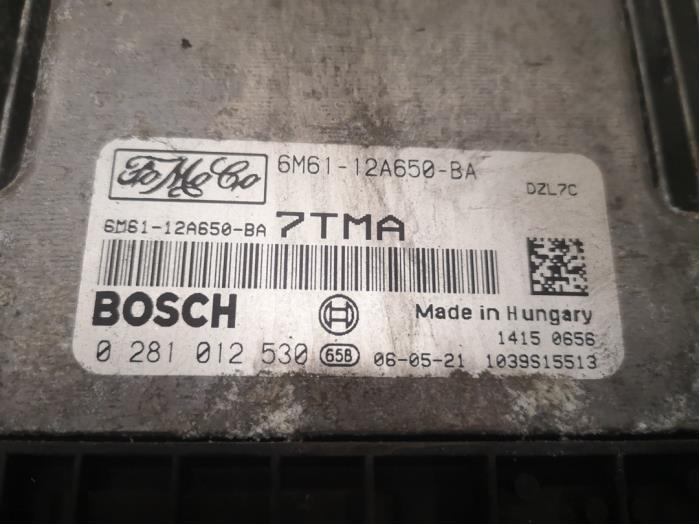 FoMoCo 6M61-12A650-BA
DZL7C
6M61-12A650-BA 7TMA
BOSCH
Made in Hungary
1415 0656
0 281 012 530 65B 06-05-21 1039S15513